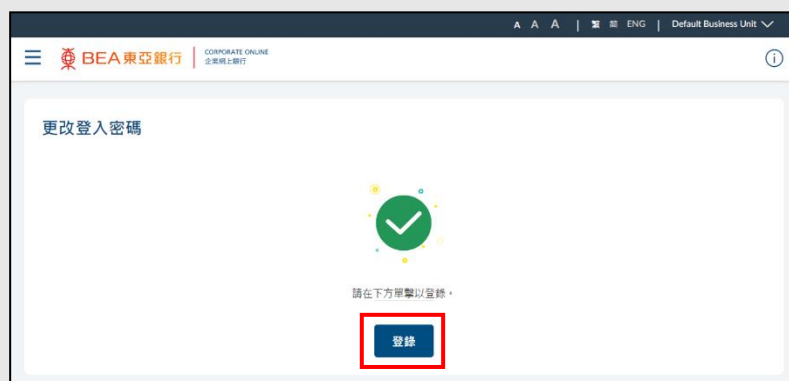 A A A | 繁 簡 ENG | Default Business Unit
BEA東亞銀行
CORPORATE ONLINE
企業網上銀行
更改登入密碼
請在下方單擊以登錄。
登錄